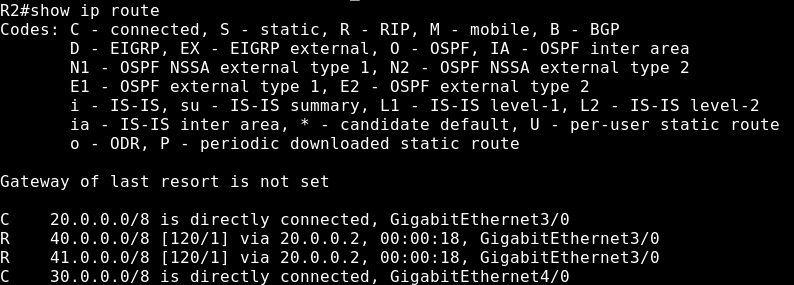 R2#show ip route
Codes: C - connected, S - static, R - RIP, M - mobile, B - BGP
       D - EIGRP, EX - EIGRP external, O - OSPF, IA - OSPF inter area
       N1 - OSPF NSSA external type 1, N2 - OSPF NSSA external type 2
       E1 - OSPF external type 1, E2 - OSPF external type 2
       i - IS-IS, su - IS-IS summary, L1 - IS-IS level-1, L2 - IS-IS level-2
       ia - IS-IS inter area, * - candidate default, U - per-user static route
       o - ODR, P - periodic downloaded static route
Gateway of last resort is not set
C    20.0.0.0/8 is directly connected, GigabitEthernet3/0
R    40.0.0.0/8 [120/1] via 20.0.0.2, 00:00:18, GigabitEthernet3/0
R    41.0.0.0/8 [120/1] via 20.0.0.2, 00:00:18, GigabitEthernet3/0
C    30.0.0.0/8 is directly connected, GigabitEthernet4/0